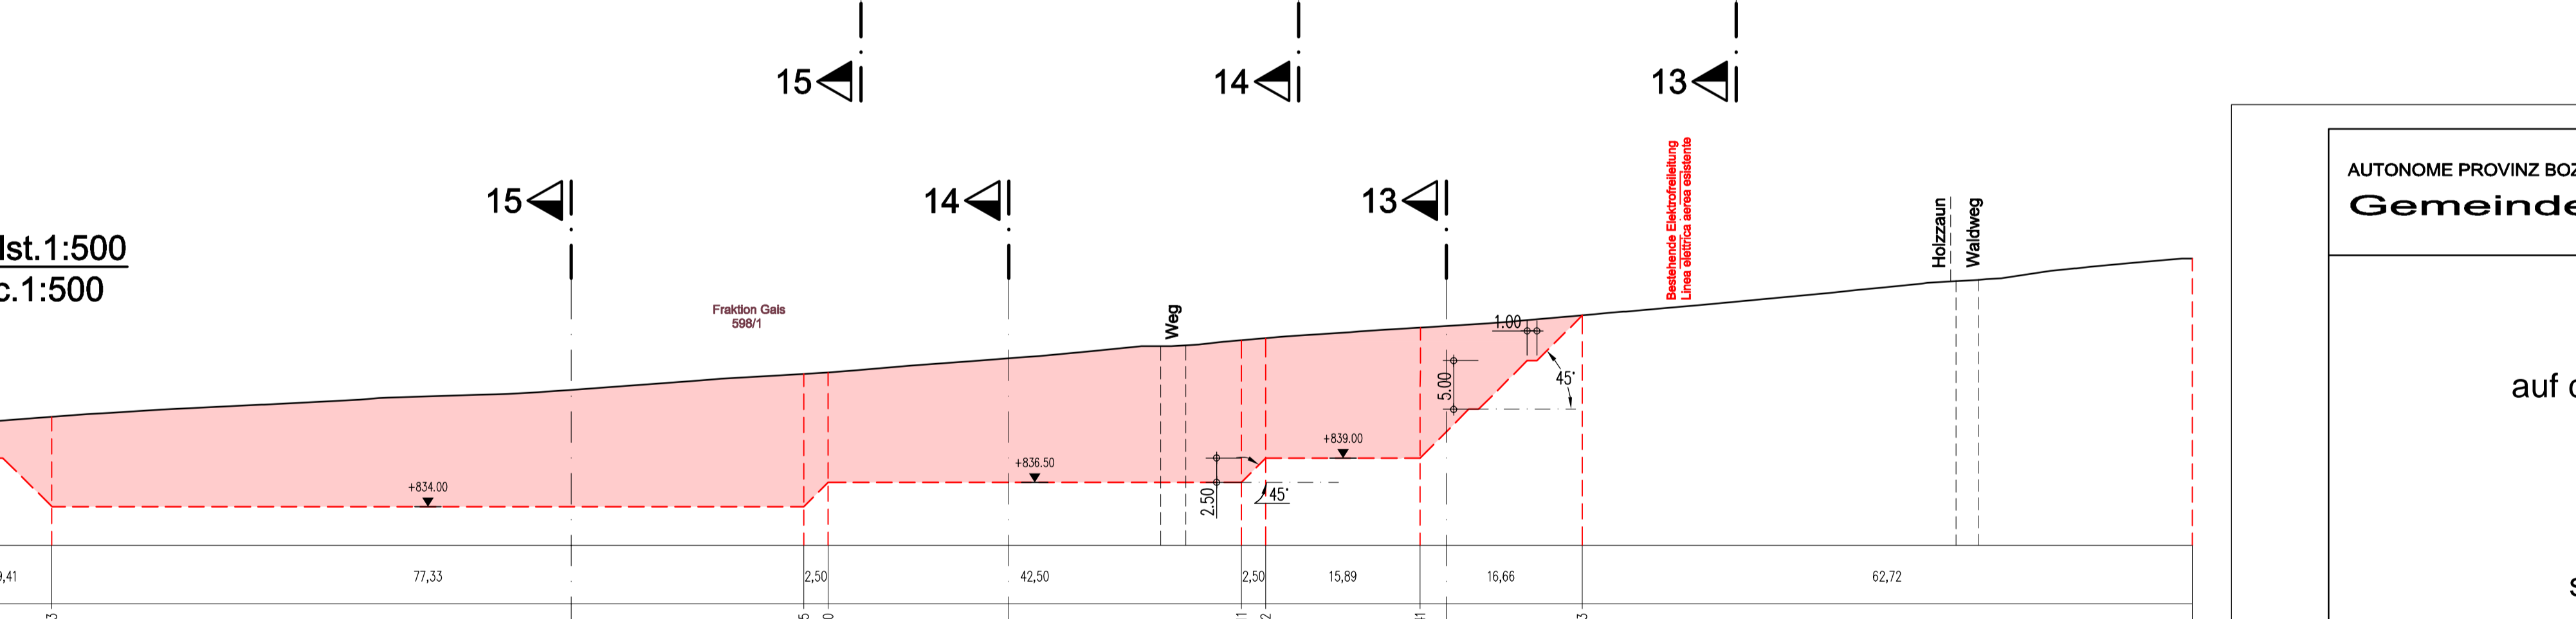 15
14
13
15
14
13
lst.1:500
c.1:500
Fraktion Gais
598/1
Weg
Bestehende Elektrofreileitung
Linea elettrica aerea esistente
Holzzaun
Waldweg
AUTONOME PROVINZ BOZ
Gemeinde
auf
1.00
5.00
45°
+839.00
+836.50
2.50
45°
+834.00
9,41
77,33
2,50
42,50
2,50
15,89
16,66
62,72